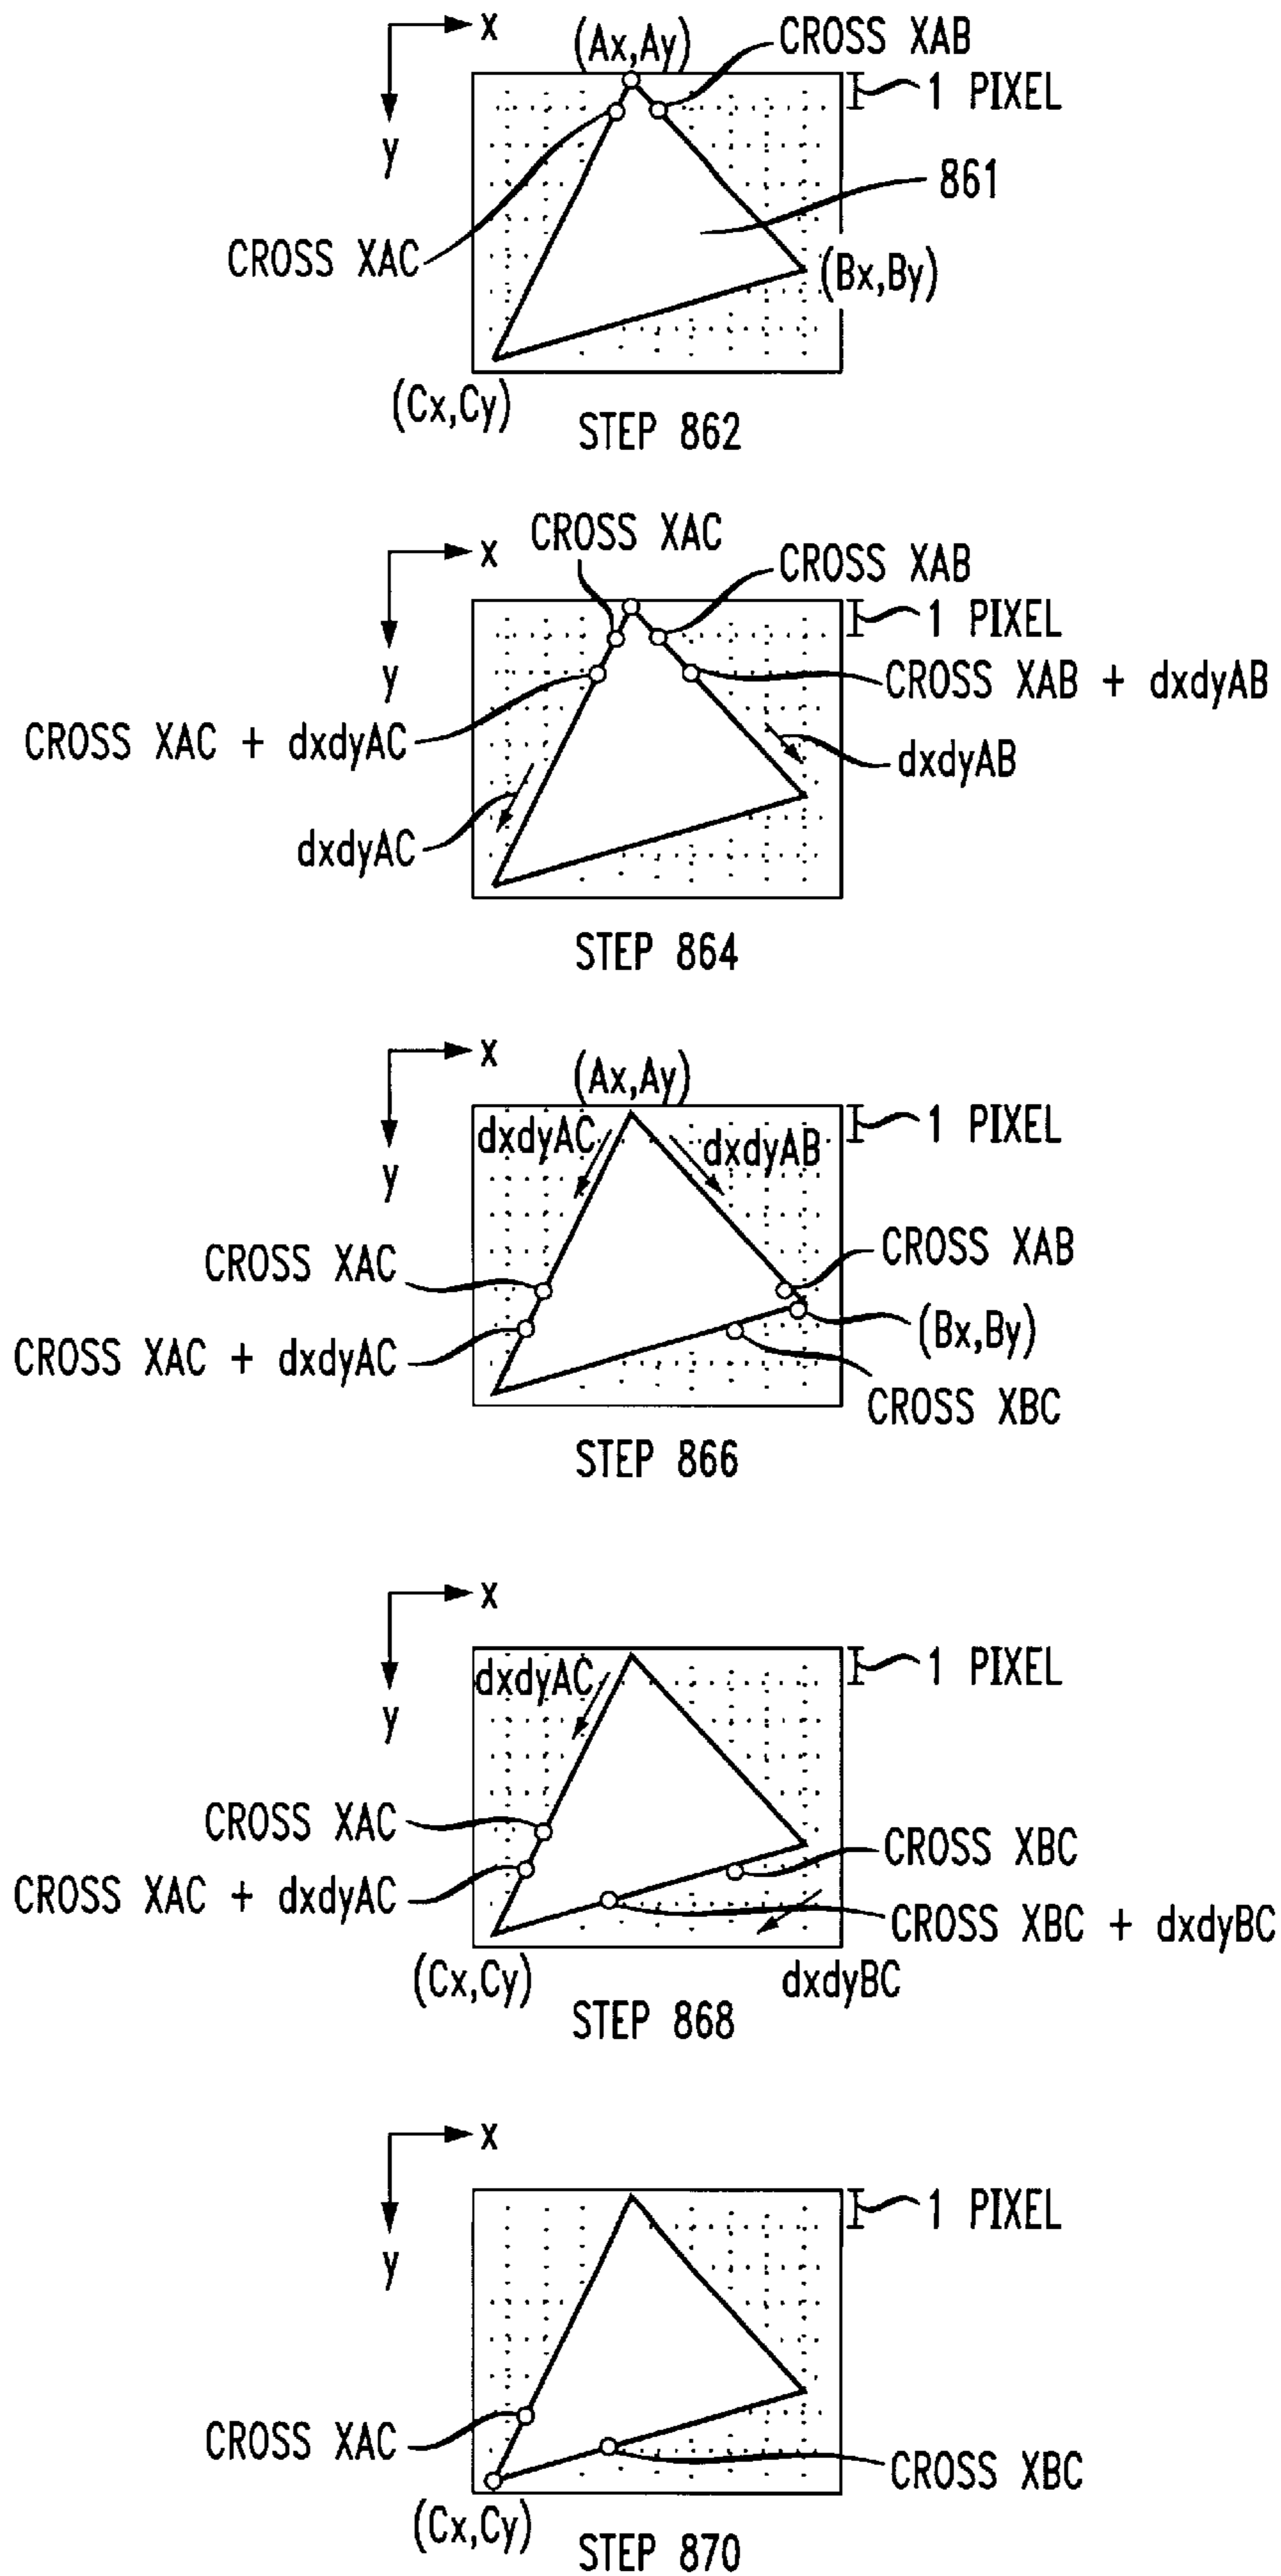 x
(Ax,Ay)
CROSS XAB
1 PIXEL
y
861
CROSS XAC
(Bx,By)
(Cx,Cy)
STEP 862
CROSS XAC
x
CROSS XAB
1 PIXEL
y
CROSS XAB + dxdyAB
CROSS XAC + dxdyAC
dxdyAB
dxdyAC
STEP 864
x
(Ax,Ay)
1 PIXEL
dxdyAC
dxdyAB
y
CROSS XAC
CROSS XAB
CROSS XAC + dxdyAC
(Bx,By)
CROSS XBC
STEP 866
x
1 PIXEL
dxdyAC
y
CROSS XAC
CROSS XBC
CROSS XAC + dxdyAC
CROSS XBC + dxdyBC
(Cx,Cy)
dxdyBC
STEP 868
x
1 PIXEL
y
CROSS XAC
CROSS XBC
(Cx,Cy)
STEP 870